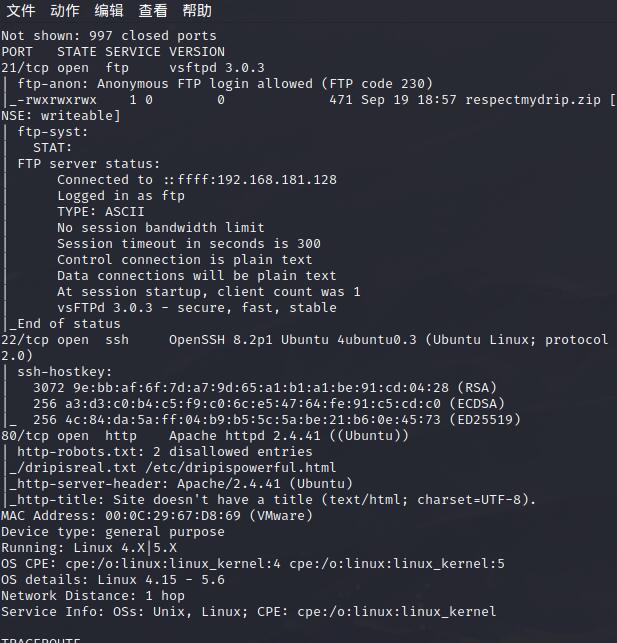 文件 动作 编辑 查看 帮助
Not shown: 997 closed ports
PORT   STATE SERVICE VERSION
21/tcp open  ftp     vsftpd 3.0.3
| ftp-anon: Anonymous FTP login allowed (FTP code 230)
|_-rwxrwxrwx    1 0        0             471 Sep 19 18:57 respectmydrip.zip [
NSE: writeable]
| ftp-syst:
|   STAT:
| FTP server status:
|      Connected to ::ffff:192.168.181.128
|      Logged in as ftp
|      TYPE: ASCII
|      No session bandwidth limit
|      Session timeout in seconds is 300
|      Control connection is plain text
|      Data connections will be plain text
|      At session startup, client count was 1
|      vsFTPd 3.0.3 - secure, fast, stable
|_End of status
22/tcp open  ssh     OpenSSH 8.2p1 Ubuntu 4ubuntu0.3 (Ubuntu Linux; protocol
2.0)
| ssh-hostkey:
|   3072 9e:bb:af:6f:7d:a7:9d:65:a1:b1:a1:be:91:cd:04:28 (RSA)
|   256 a3:d3:c0:b4:c5:f9:c0:6c:e5:47:64:fe:91:c5:cd:c0 (ECDSA)
|_  256 4c:84:da:5a:ff:04:b9:b5:5c:5a:be:21:b6:0e:45:73 (ED25519)
80/tcp open  http    Apache httpd 2.4.41 ((Ubuntu))
| http-robots.txt: 2 disallowed entries
|_/dripisreal.txt /etc/dripispowerful.html
|_http-server-header: Apache/2.4.41 (Ubuntu)
|_http-title: Site doesn't have a title (text/html; charset=UTF-8).
MAC Address: 00:0C:29:67:D8:69 (VMware)
Device type: general purpose
Running: Linux 4.X|5.X
OS CPE: cpe:/o:linux:linux_kernel:4 cpe:/o:linux:linux_kernel:5
OS details: Linux 4.15 - 5.6
Network Distance: 1 hop
Service Info: OSs: Unix, Linux; CPE: cpe:/o:linux:linux_kernel
TRACEROUTE